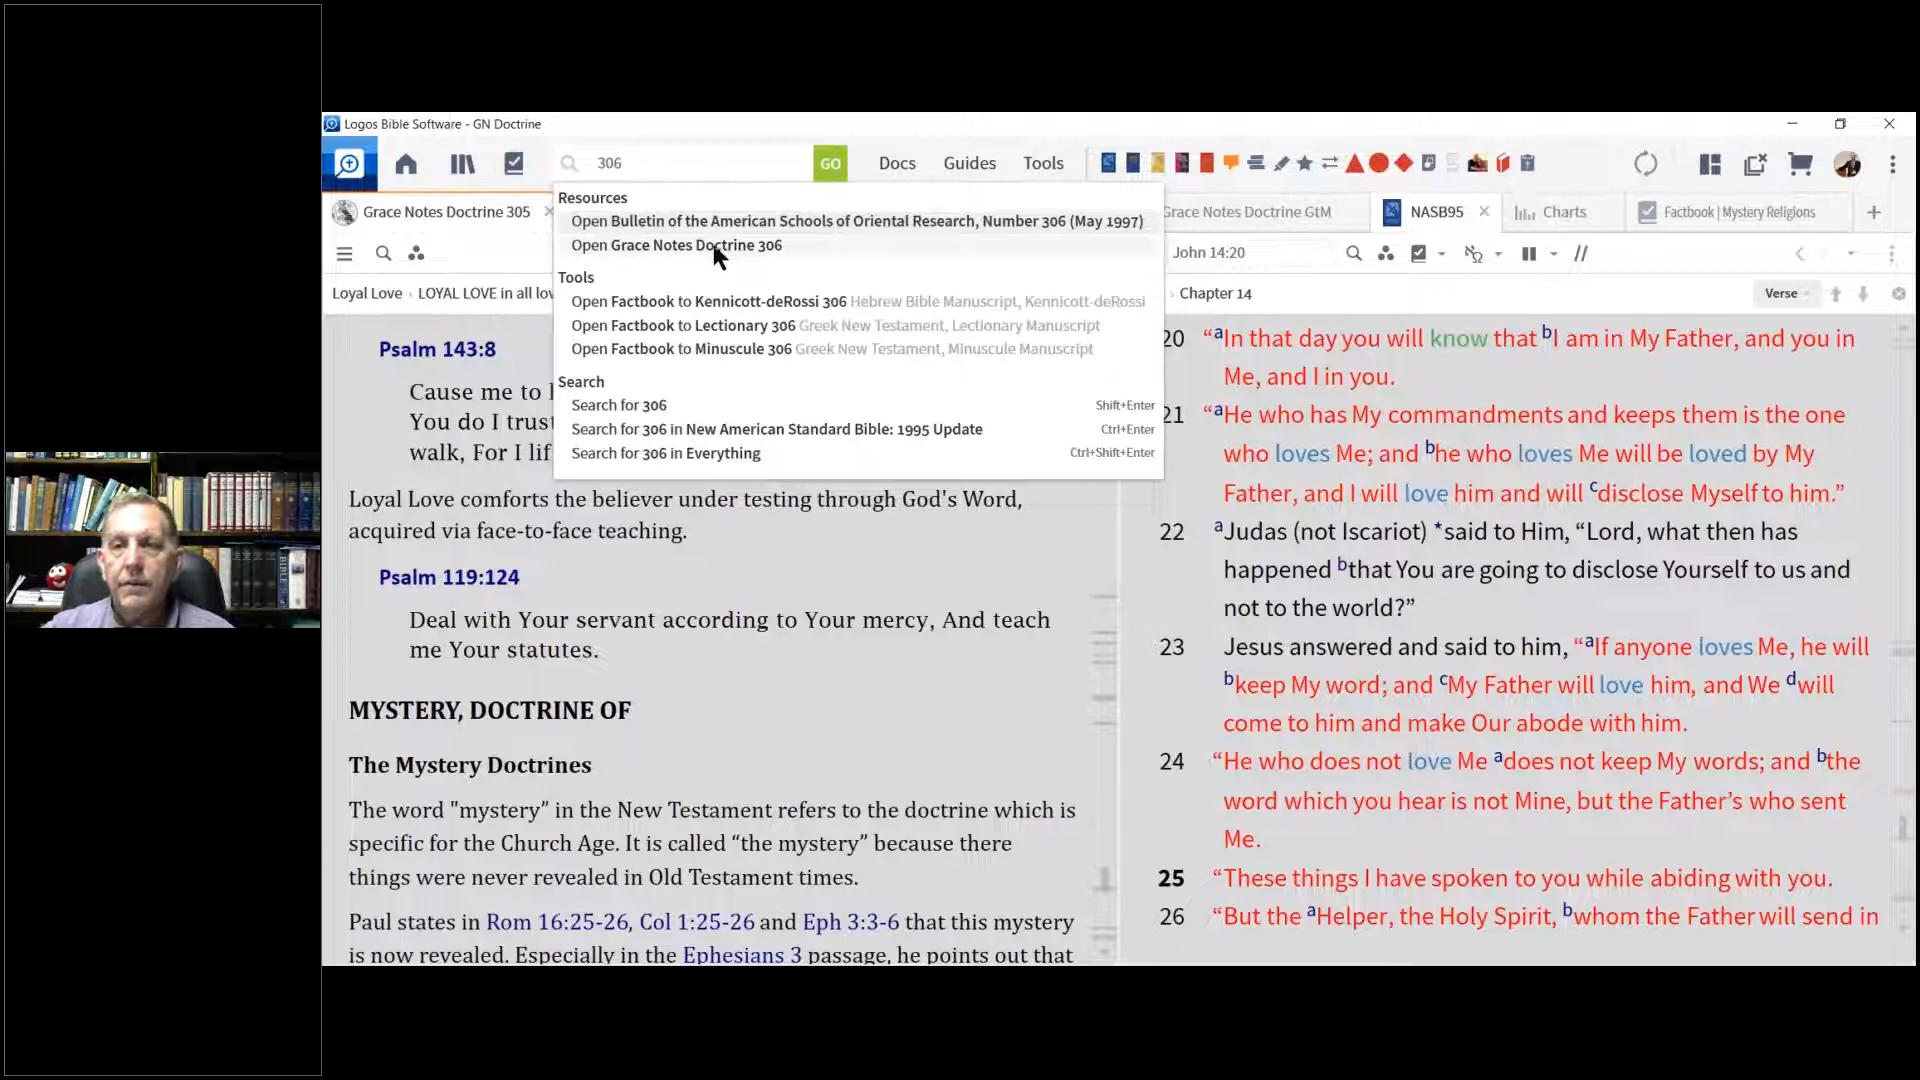 Logos Bible Software - GN Doctrine
306
GO
Docs
Guides
Tools
Grace Notes Doctrine 305
Grace Notes Doctrine GtM
NASB95
Charts
Factbook | Mystery Religions
Resources
Open Bulletin of the American Schools of Oriental Research, Number 306 (May 1997)
Open Grace Notes Doctrine 306
Tools
Open Factbook to Kennicott-deRossi 306 Hebrew Bible Manuscript, Kennicott-deRossi
Open Factbook to Lectionary 306 Greek New Testament, Lectionary Manuscript
Open Factbook to Minuscule 306 Greek New Testament, Minuscule Manuscript
Search
Search for 306 Shift+Enter
Search for 306 in New American Standard Bible: 1995 Update Ctrl+Enter
Search for 306 in Everything Ctrl+Shift+Enter
Loyal Love › LOYAL LOVE in all lov
Psalm 143:8
Cause me to
You do I trust
walk, For I lif
Loyal Love comforts the believer under testing through God's Word,
acquired via face-to-face teaching.
Psalm 119:124
Deal with Your servant according to Your mercy, And teach
me Your statutes.
MYSTERY, DOCTRINE OF
The Mystery Doctrines
The word "mystery” in the New Testament refers to the doctrine which is
specific for the Church Age. It is called “the mystery” because there
things were never revealed in Old Testament times.
Paul states in Rom 16:25-26, Col 1:25-26 and Eph 3:3-6 that this mystery
is now revealed. Especially in the Ephesians 3 passage, he points out that
John 14:20
› Chapter 14
Verse
20 “aIn that day you will know that bI am in My Father, and you in
Me, and I in you.
21 “aHe who has My commandments and keeps them is the one
who loves Me; and bhe who loves Me will be loved by My
Father, and I will love him and will cdisclose Myself to him.”
22 aJudas (not Iscariot) *said to Him, “Lord, what then has
happened bthat You are going to disclose Yourself to us and
not to the world?”
23 Jesus answered and said to him, “aIf anyone loves Me, he will
bkeep My word; and cMy Father will love him, and We dwill
come to him and make Our abode with him.
24 “He who does not love Me adoes not keep My words; and bthe
word which you hear is not Mine, but the Father’s who sent
Me.
25 “These things I have spoken to you while abiding with you.
26 “But the aHelper, the Holy Spirit, bwhom the Father will send in